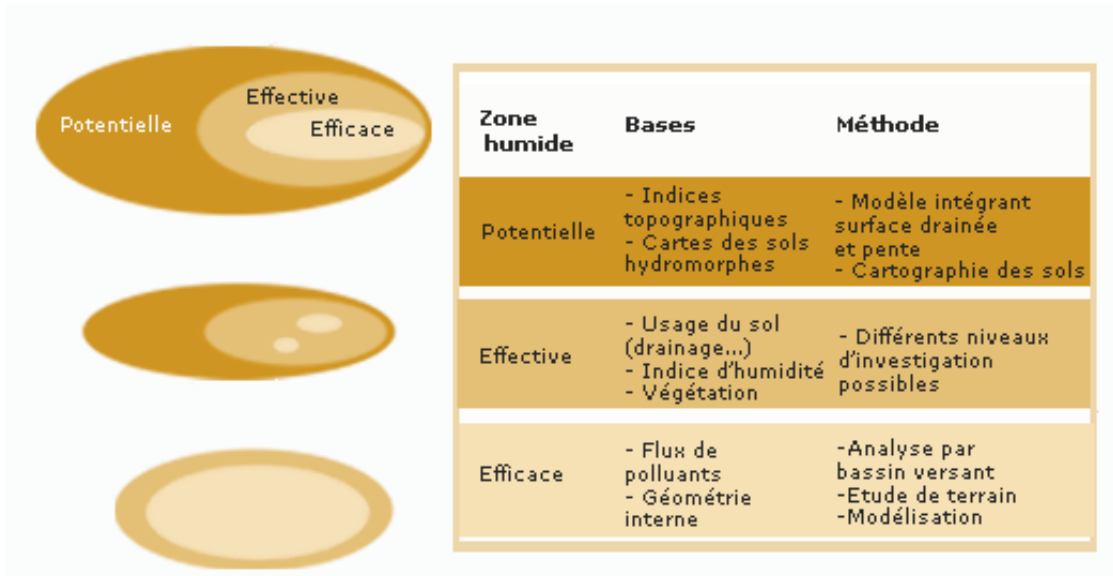 Potentielle
Effective
Efficace
Zone
humide
Bases
Méthode
Potentielle
- Indices
topographiques
- Cartes des sols
hydromorphes
- Modèle intégrant
surface drainée
et pente
- Cartographie des sols
Effective
- Usage du sol
(drainage...)
- Indice d'humidité
- Végétation
- Différents niveaux
d'investigation
possibles
Efficace
- Flux de
polluants
- Géométrie
interne
-Analyse par
bassin versant
-Etude de terrain
-Modélisation